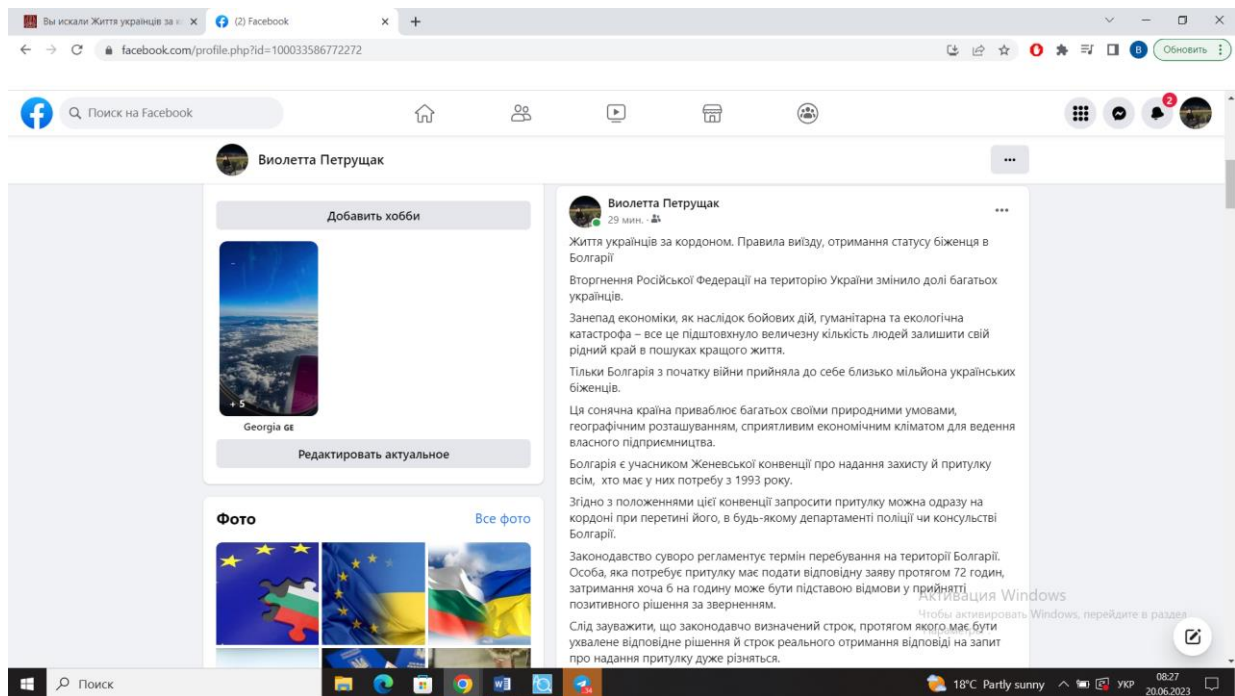 Вы искали Життя українців за к
(2) Facebook
facebook.com/profile.php?id=100033586772272
В
Обновить
Поиск на Facebook
2
Виолетта Петрущак
Добавить хобби
+ 5
Georgia GE
Редактировать актуальное
Фото
Все фото
Виолетта Петрущак
29 мин. ·
Життя українців за кордоном. Правила виїзду, отримання статусу біженця в
Болгарії
Вторгнення Російської Федерації на територію України змінило долі багатьох
українців.
Занепад економіки, як наслідок бойових дій, гуманітарна та екологічна
катастрофа – все це підштовхнуло величезну кількість людей залишити свій
рідний край в пошуках кращого життя.
Тільки Болгарія з початку війни прийняла до себе близько мільйона українських
біженців.
Ця сонячна країна приваблює багатьох своїми природними умовами,
географічним розташуванням, сприятливим економічним кліматом для ведення
власного підприємництва.
Болгарія є учасником Женевської конвенції про надання захисту й притулку
всім, хто має у них потребу з 1993 року.
Згідно з положеннями цієї конвенції запросити притулку можна одразу на
кордоні при перетині його, в будь-якому департаменті поліції чи консульстві
Болгарії.
Законодавство суворо регламентує термін перебування на території Болгарії.
Особа, яка потребує притулку має подати відповідну заяву протягом 72 годин,
затримання хоча б на годину може бути підставою відмови у прийнятті
позитивного рішення за зверненням.
Слід зауважити, що законодавчо визначений строк, протягом якого має бути
ухвалене відповідне рішення й строк реального отримання відповіді на запит
про надання притулку дуже різняться.
Активация Windows
Чтобы активировать Windows, перейдите в раздел
Поиск
18°C Partly sunny
УКР
08:27
20.06.2023